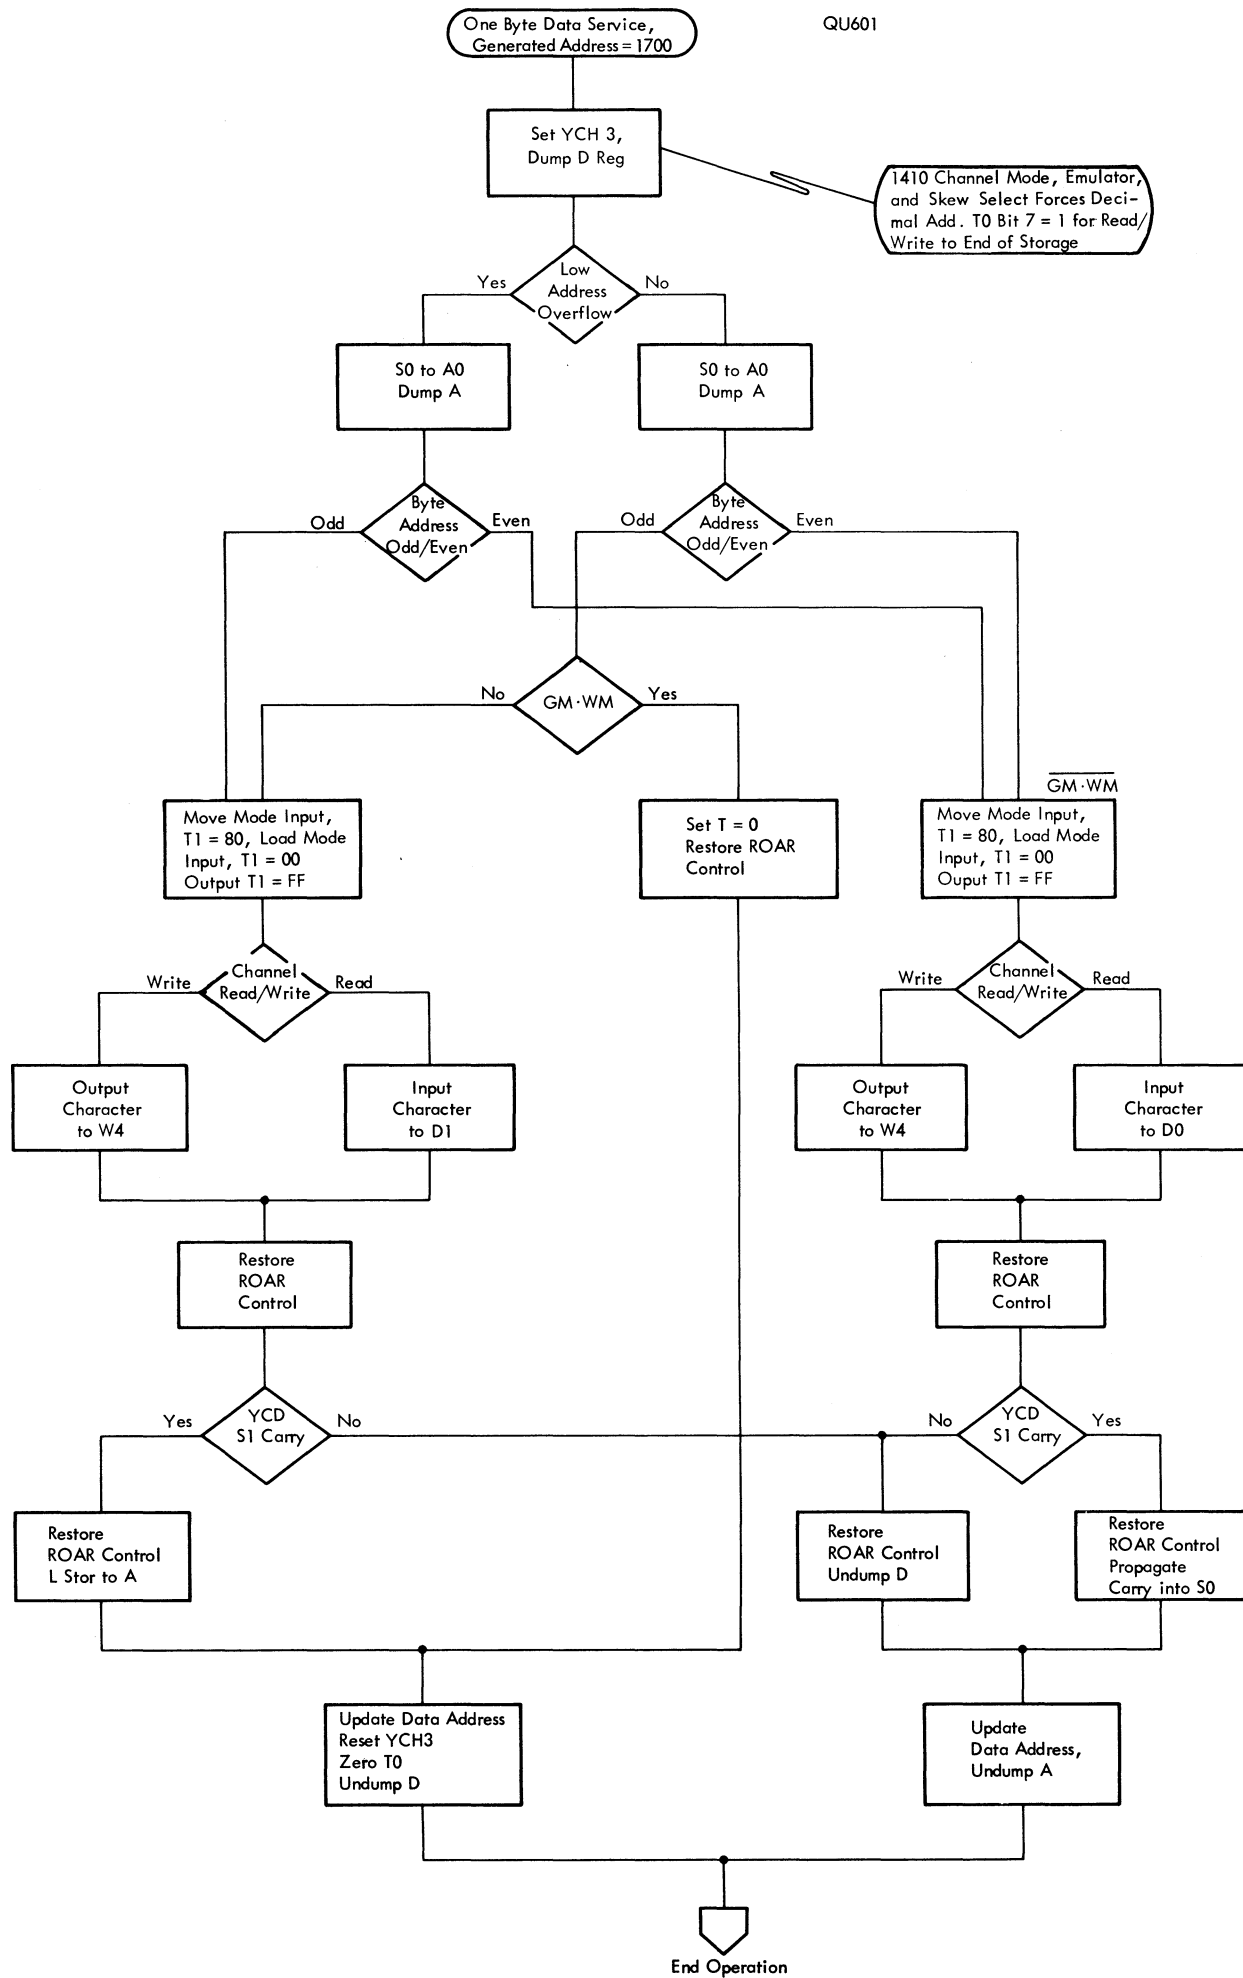 One Byte Data Service,
Generated Address = 1700
QU601
Set YCH 3,
Dump D Reg
1410 Channel Mode, Emulator,
and Skew Select Forces Deci-
mal Add. T0 Bit 7 = 1 for Read/
Write to End of Storage
Low
Address
Overflow
Yes
No
S0 to A0
Dump A
S0 to A0
Dump A
Byte
Address
Odd/Even
Odd
Even
Byte
Address
Odd/Even
Odd
Even
GM·WM
No
Yes
GM·WM
Move Mode Input,
T1 = 80, Load Mode
Input, T1 = 00
Output T1 = FF
Set T = 0
Restore ROAR
Control
Move Mode Input,
T1 = 80, Load Mode
Input, T1 = 00
Ouput T1 = FF
Channel
Read/Write
Write
Read
Channel
Read/Write
Write
Read
Output
Character
to W4
Input
Character
to D1
Output
Character
to W4
Input
Character
to D0
Restore
ROAR
Control
Restore
ROAR
Control
YCD
S1 Carry
Yes
No
YCD
S1 Carry
No
Yes
Restore
ROAR Control
L Stor to A
Restore
ROAR Control
Undump D
Restore
ROAR Control
Propagate
Carry into S0
Update Data Address
Reset YCH3
Zero T0
Undump D
Update
Data Address,
Undump A
End Operation